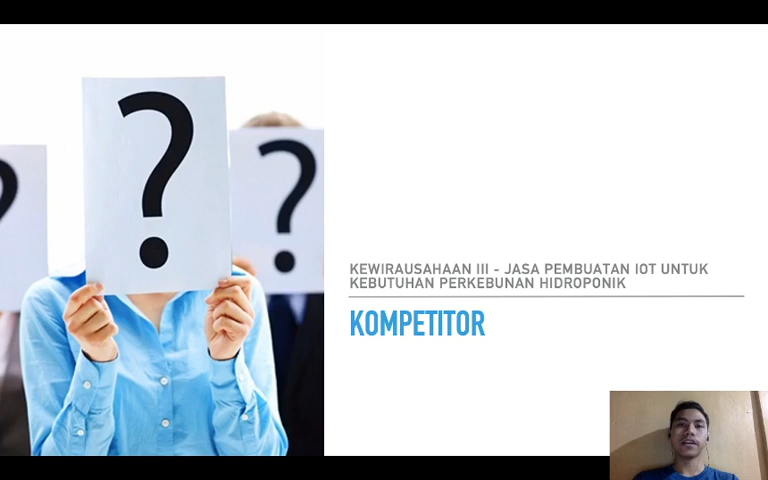 ?
?
?
KEWIRAUSAHAAN III - JASA PEMBUATAN IOT UNTUK
KEBUTUHAN PERKEBUNAN HIDROPONIK
KOMPETITOR